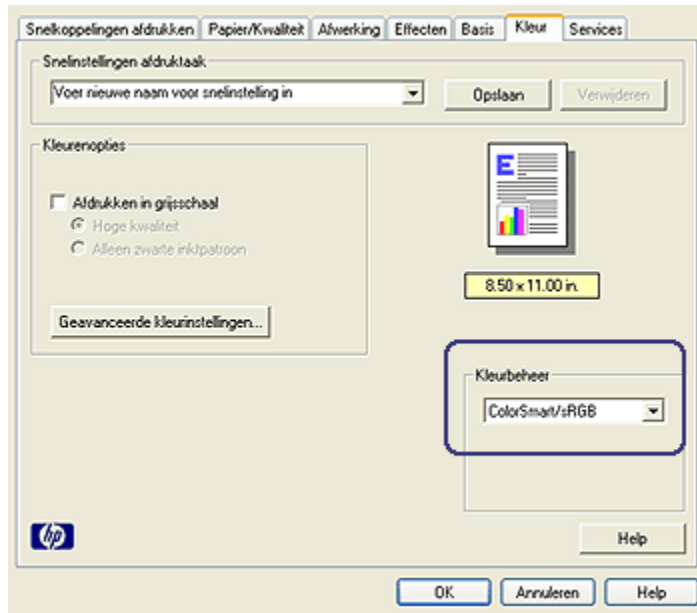 Snelkoppelingen afdrukken Papier/Kwaliteit Afwerking Effecten Basis Kleur Services
Snelinstellingen afdruktaak
Voer nieuwe naam voor snelinstelling in Opslaan Verwijderen
Kleurenopties
Afdrukken in grijsschaal
Hoge kwaliteit
Alleen zwarte inktpatroon
E
8.50 x 11.00 in.
Geavanceerde kleurinstellingen...
Kleurbeheer
ColorSmart/sRGB
hp Help
OK Annuleren Help